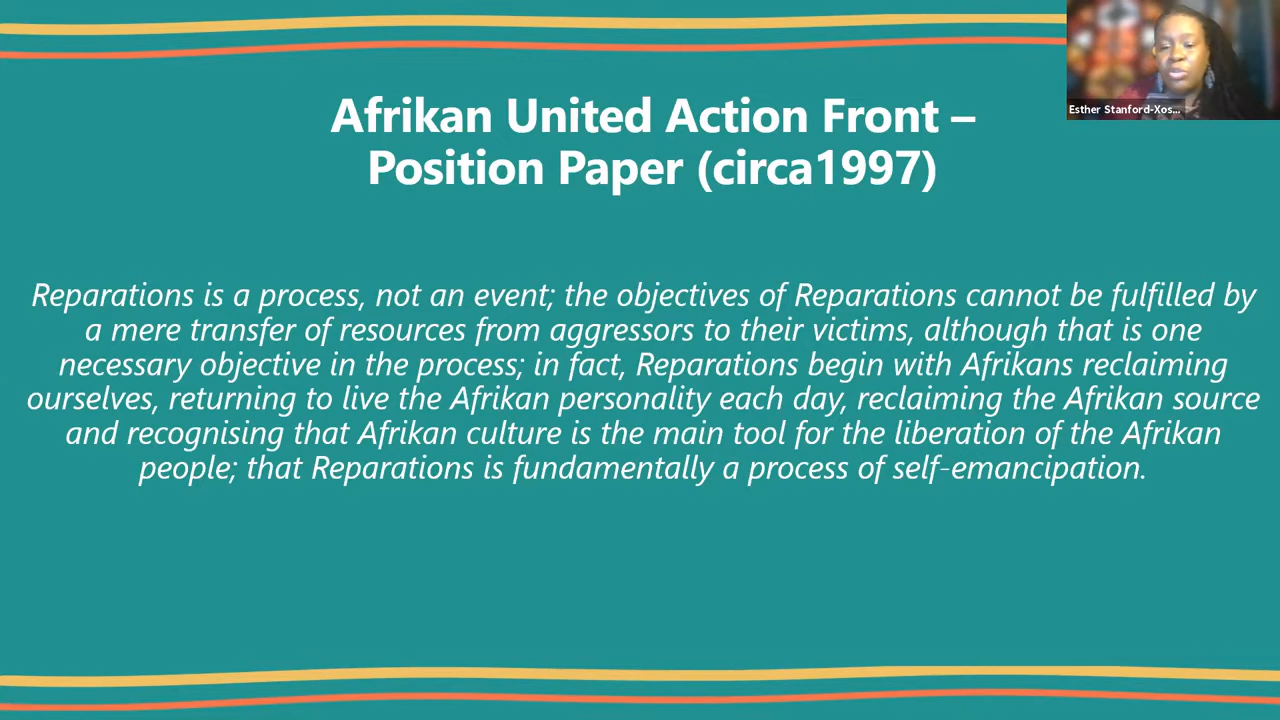 Esther Stanford-Xos...
Afrikan United Action Front –
Position Paper (circa1997)
Reparations is a process, not an event; the objectives of Reparations cannot be fulfilled by
a mere transfer of resources from aggressors to their victims, although that is one
necessary objective in the process; in fact, Reparations begin with Afrikans reclaiming
ourselves, returning to live the Afrikan personality each day, reclaiming the Afrikan source
and recognising that Afrikan culture is the main tool for the liberation of the Afrikan
people; that Reparations is fundamentally a process of self-emancipation.